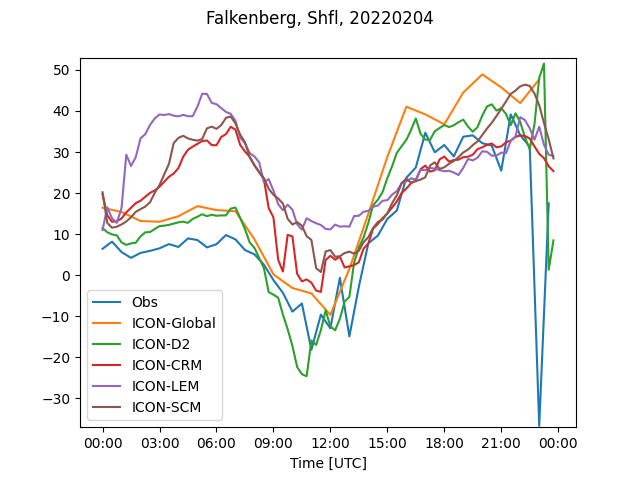 Falkenberg, Shfl, 20220204
50
40
30
20
10
0
−10
−20
−30
Obs
ICON-Global
ICON-D2
ICON-CRM
ICON-LEM
ICON-SCM
00:00 03:00 06:00 09:00 12:00 15:00 18:00 21:00 00:00
Time [UTC]